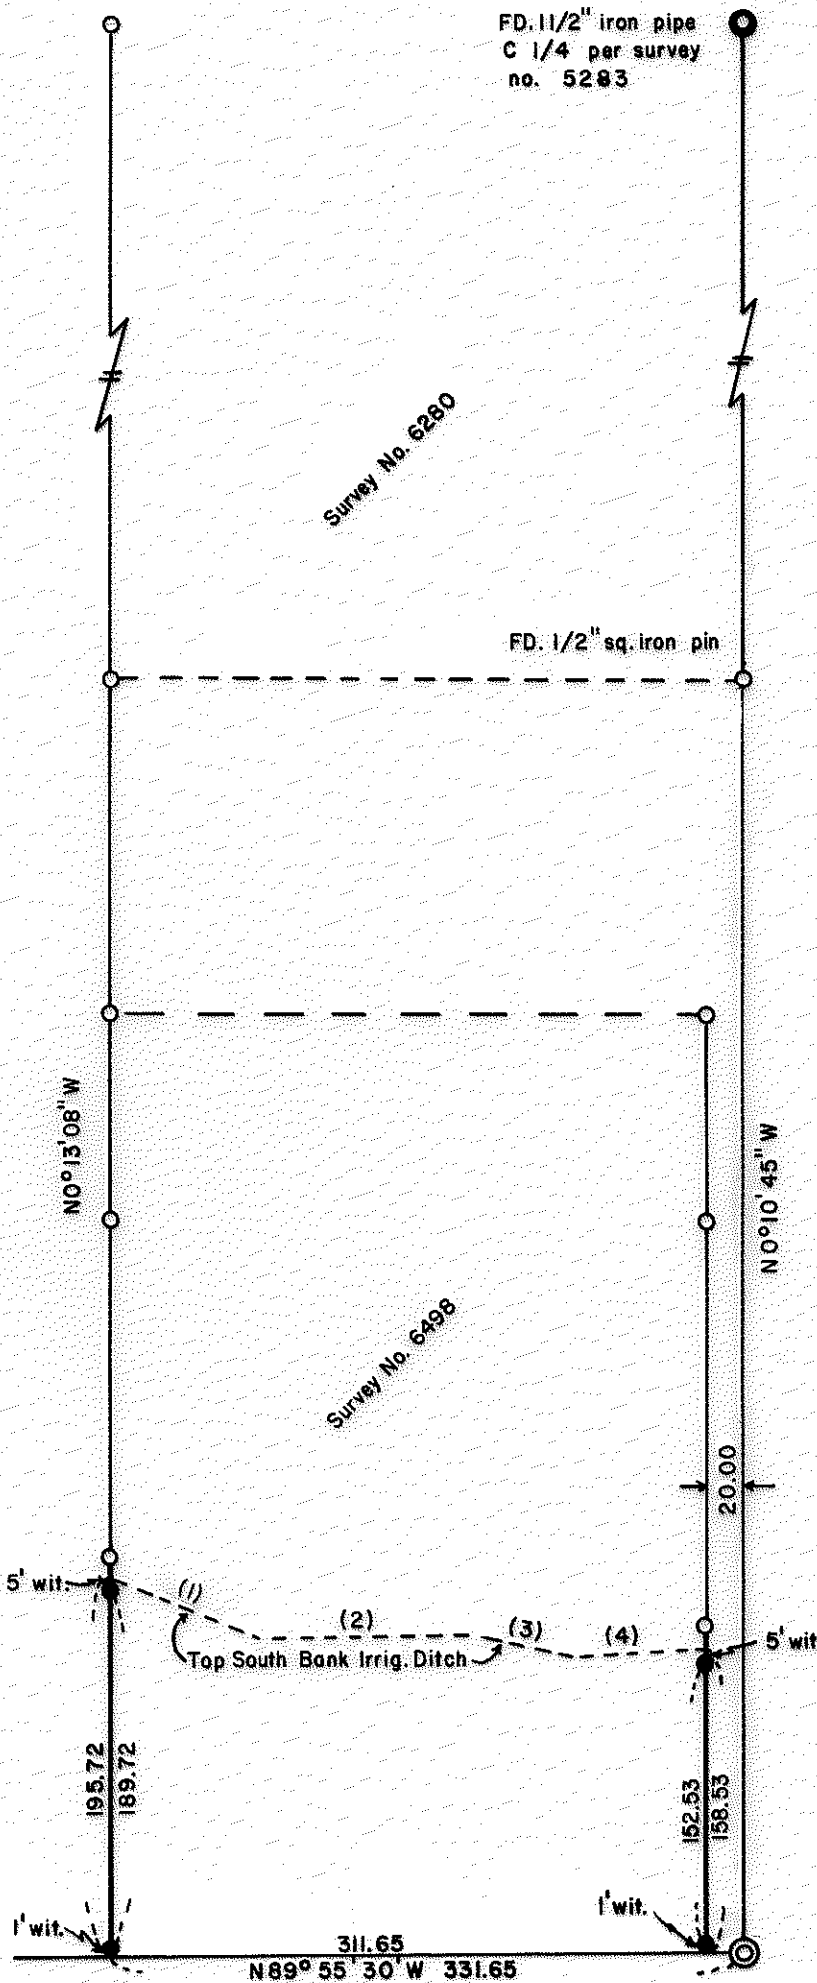 FD. 1 1/2" iron pipe
C 1/4 per survey
no. 5283
Survey No. 6280
FD. 1/2" sq. iron pin
N0°13'08" W
N0°10'45" W
Survey No. 6498
20.00
5' wit.
(1)
(2)
(3)
(4)
5' wit
Top South Bank Irrig. Ditch
195.72
189.72
152.53
158.53
1' wit.
1' wit.
311.65
N89° 55' 30" W 331.65